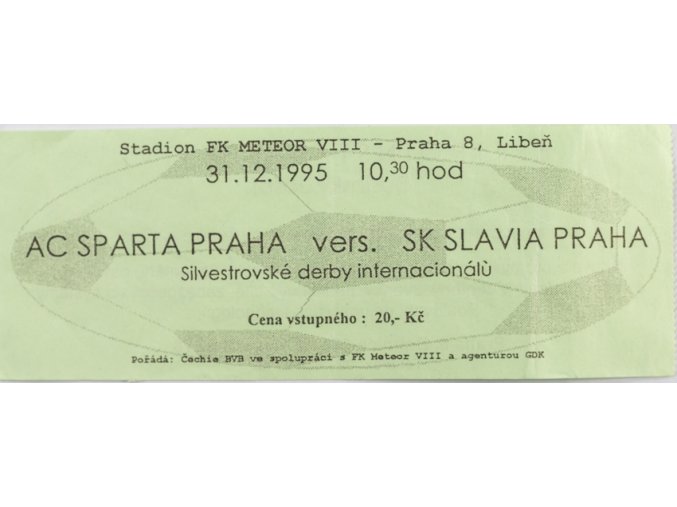 Stadion FK METEOR VIII - Praha 8, Libeň
31.12.1995 10,30 hod
AC SPARTA PRAHA vers. SK SLAVIA PRAHA
Silvestrovské derby internacionálù
Cena vstupného : 20,- Kč
Pořádá: Čechie BVB ve spolupráci s FK Meteor VIII a agenturou GDK